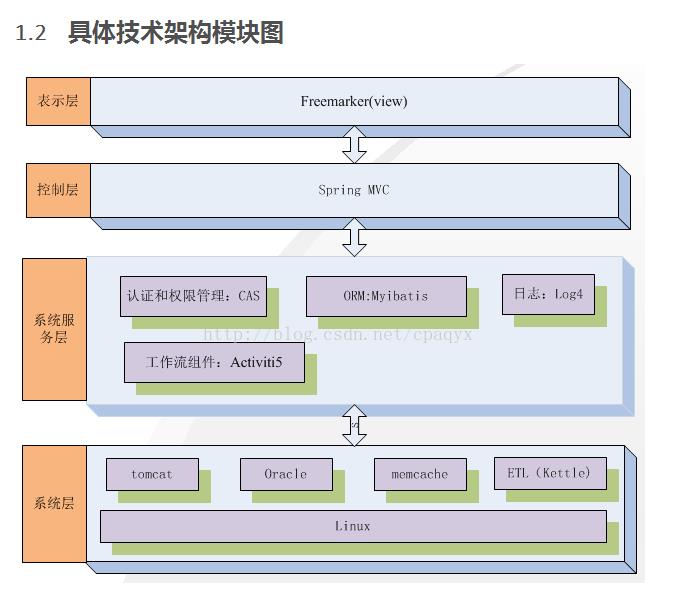 1.2 具体技术架构模块图
表示层
Freemarker(view)
控制层
Spring MVC
系统服务层
认证和权限管理：CAS
ORM:Myibatis
日志：Log4
http://blog.csdn.net/cpaqyx
工作流组件：Activiti5
s
系统层
tomcat
Oracle
memcache
ETL（Kettle）
Linux